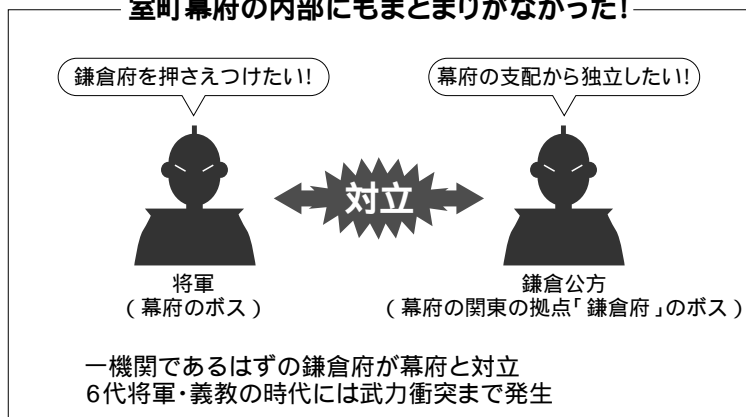 室町幕府の内部にもまとまりがなかった!
鎌倉府を押さえつけたい!
幕府の支配から独立したい!
対立
将軍
(幕府のボス)
鎌倉公方
(幕府の関東の拠点「鎌倉府」のボス)
一機関であるはずの鎌倉府が幕府と対立
6代将軍・義教の時代には武力衝突まで発生